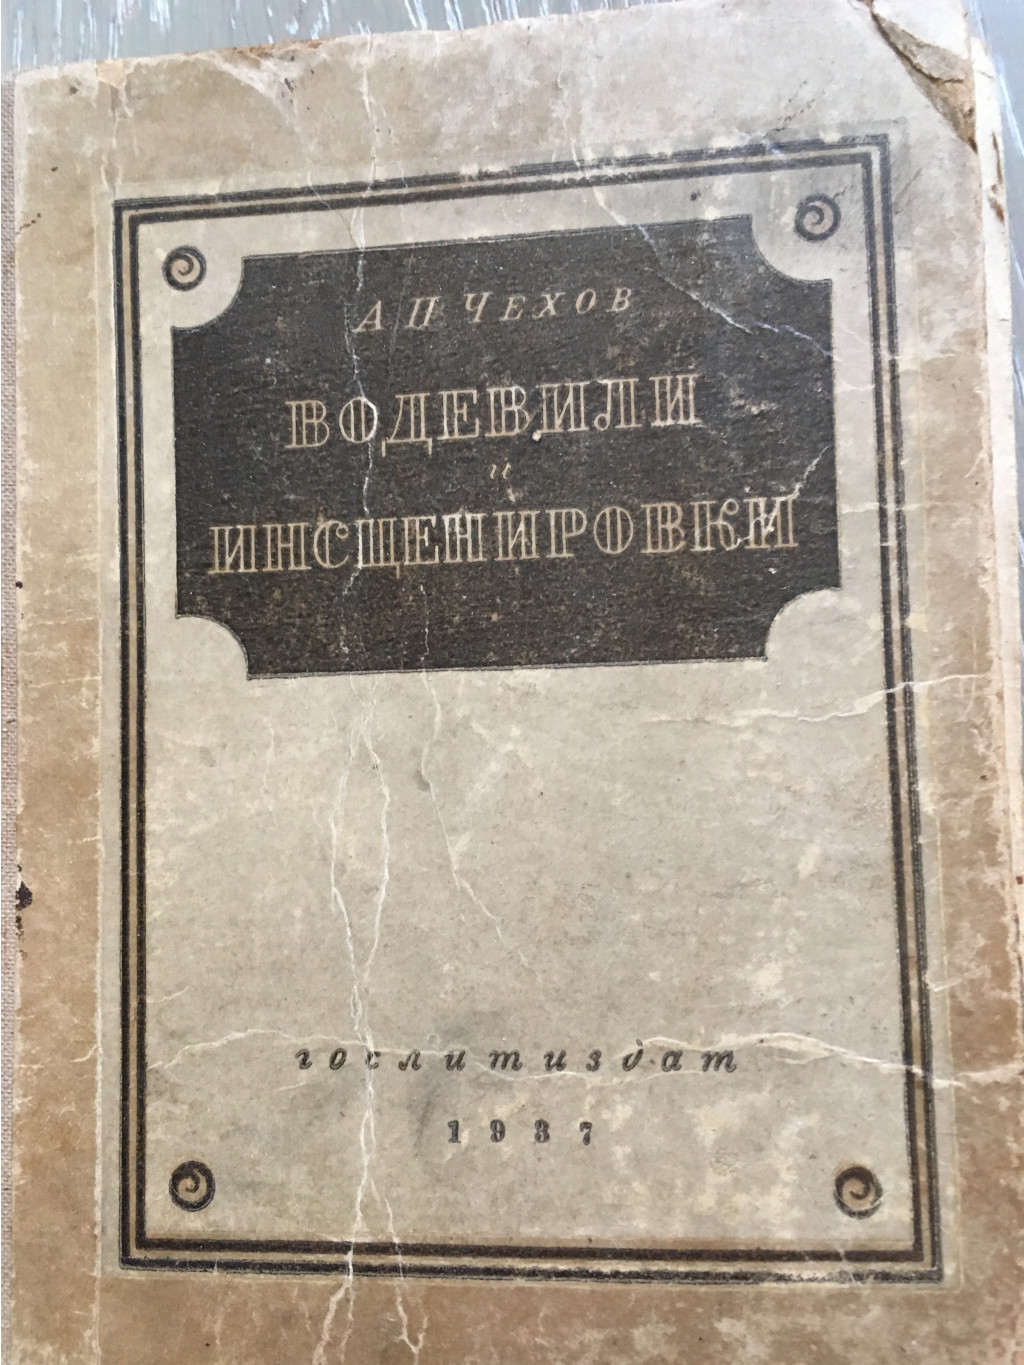 А П ЧЕХОВ
ВОДЕВИЛИ
и
ИНСЦЕНИРОВКИ
гослитиздат
1937